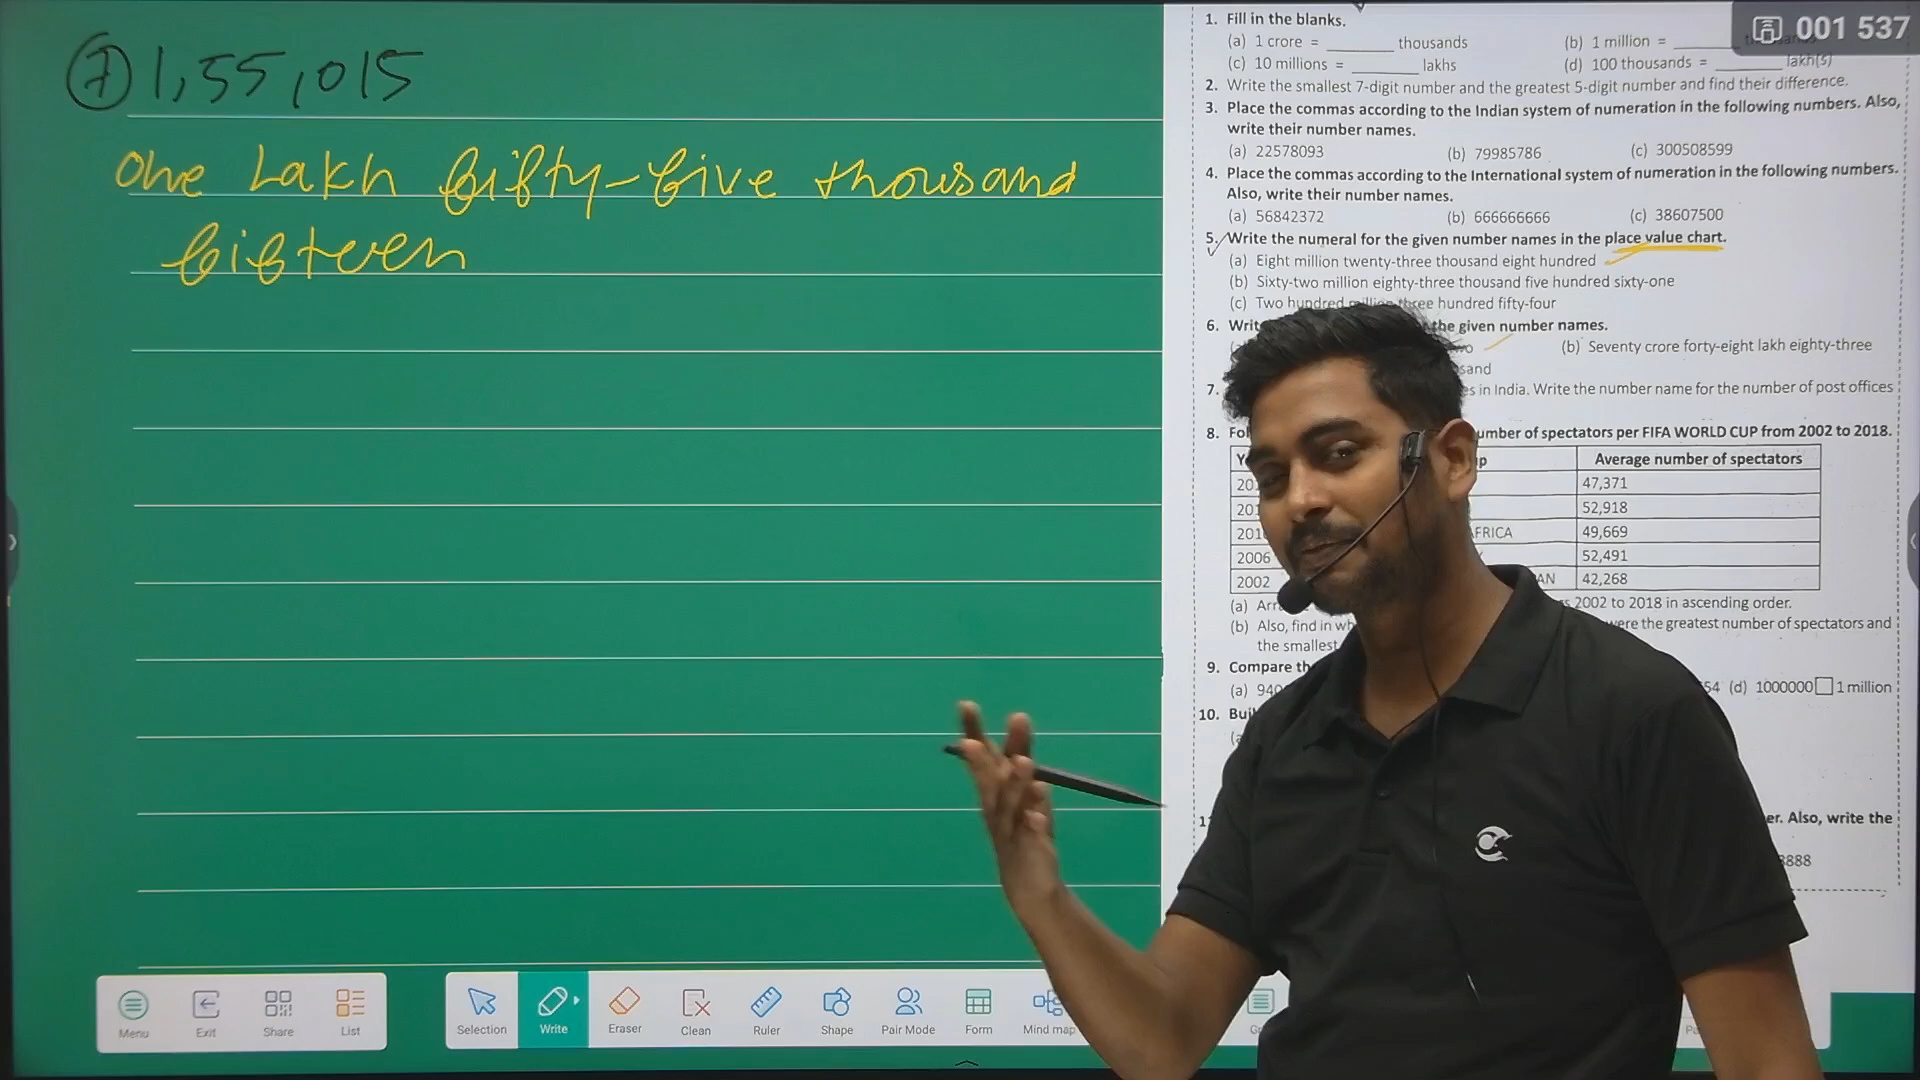 7 1,55,015
One Lakh fifty-five thousand
fifteen
001 537
1. Fill in the blanks.
(a) 1 crore = ________ thousands (b) 1 million = ________
(c) 10 millions = ________ lakhs (d) 100 thousands = ________ lakh(s)
2. Write the smallest 7-digit number and the greatest 5-digit number and find their difference.
3. Place the commas according to the Indian system of numeration in the following numbers. Also,
write their number names.
(a) 22578093 (b) 79985786 (c) 300508599
4. Place the commas according to the International system of numeration in the following numbers.
Also, write their number names.
(a) 56842372 (b) 666666666 (c) 38607500
5. Write the numeral for the given number names in the place value chart.
(a) Eight million twenty-three thousand eight hundred
(b) Sixty-two million eighty-three thousand five hundred sixty-one
(c) Two hundred million three hundred fifty-four
6. the given number names.
(b) Seventy crore forty-eight lakh eighty-three
7. in India. Write the number name for the number of post offices
8. per FIFA WORLD CUP from 2002 to 2018.
Average number of spectators
47,371
52,918
49,669
2006 52,491
2002 42,268
(a) 2002 to 2018 in ascending order.
(b) Also, find in the greatest number of spectators and
the smallest
9. Compare
(a) (d) 1000000 1 million
10.
Also, write the
Menu Exit Share List Selection Write Eraser Clean Ruler Shape Pair Mode Form Mind map